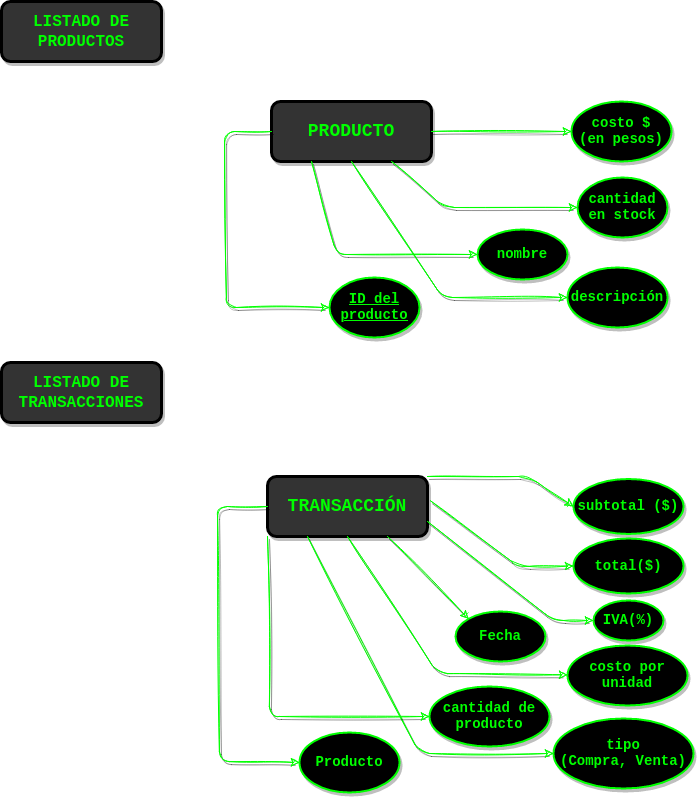 LISTADO DE
PRODUCTOS
PRODUCTO
costo $
(en pesos)
cantidad
en stock
nombre
descripción
ID del
producto
LISTADO DE
TRANSACCIONES
TRANSACCIÓN
subtotal ($)
total($)
IVA(%)
Fecha
costo por
unidad
cantidad de
producto
tipo
(Compra, Venta)
Producto